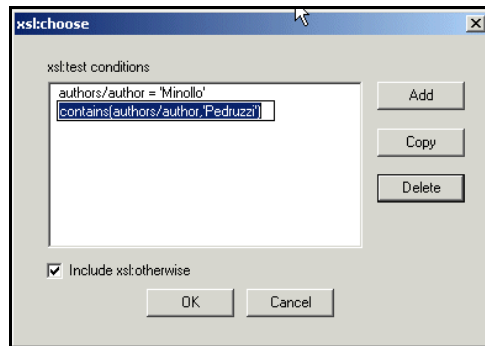 xsl:choose
xsl:test conditions
authors/author = 'Minollo'
contains(authors/author,'Pedruzzi')
Add
Copy
Delete
Include xsl:otherwise
OK
Cancel